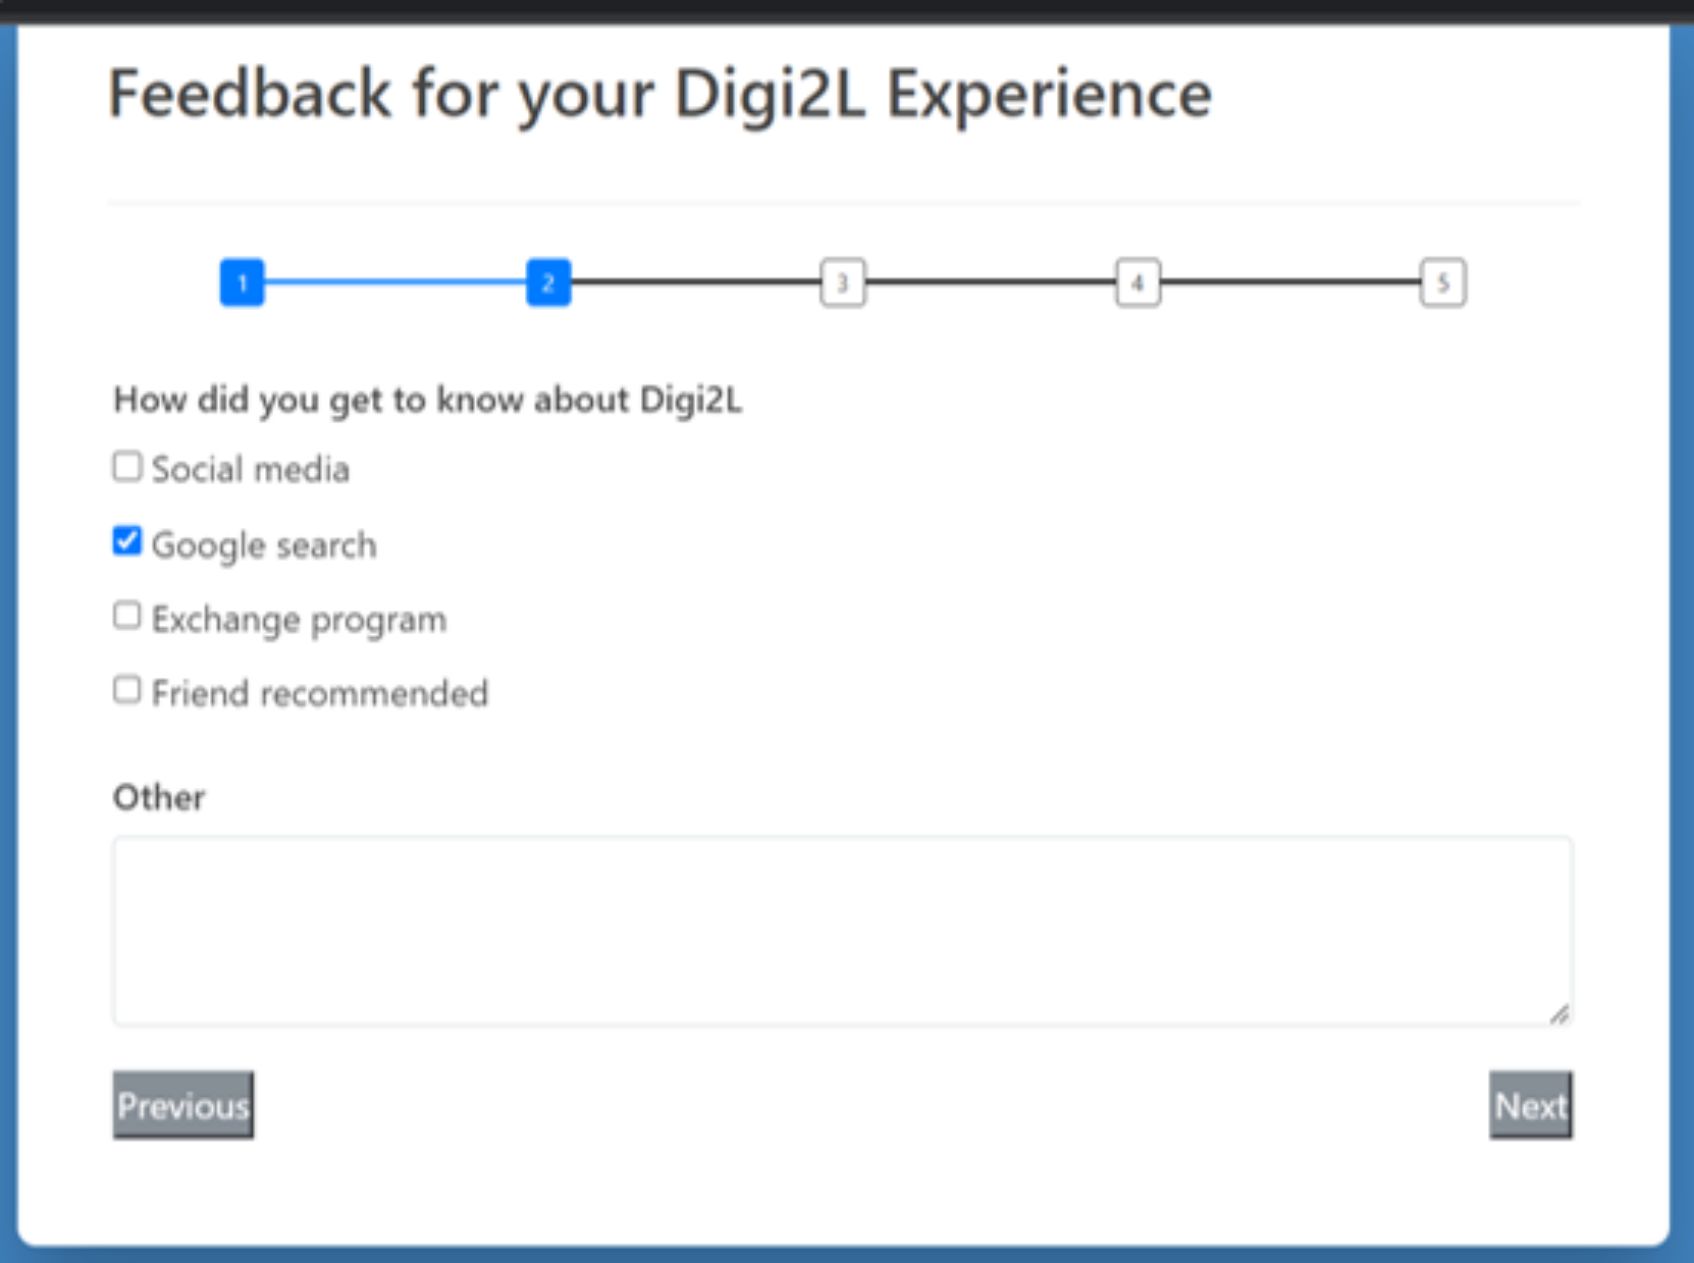 Feedback for your Digi2L Experience
1 2 3 4 5
How did you get to know about Digi2L
Social media
Google search
Exchange program
Friend recommended
Other
Previous Next